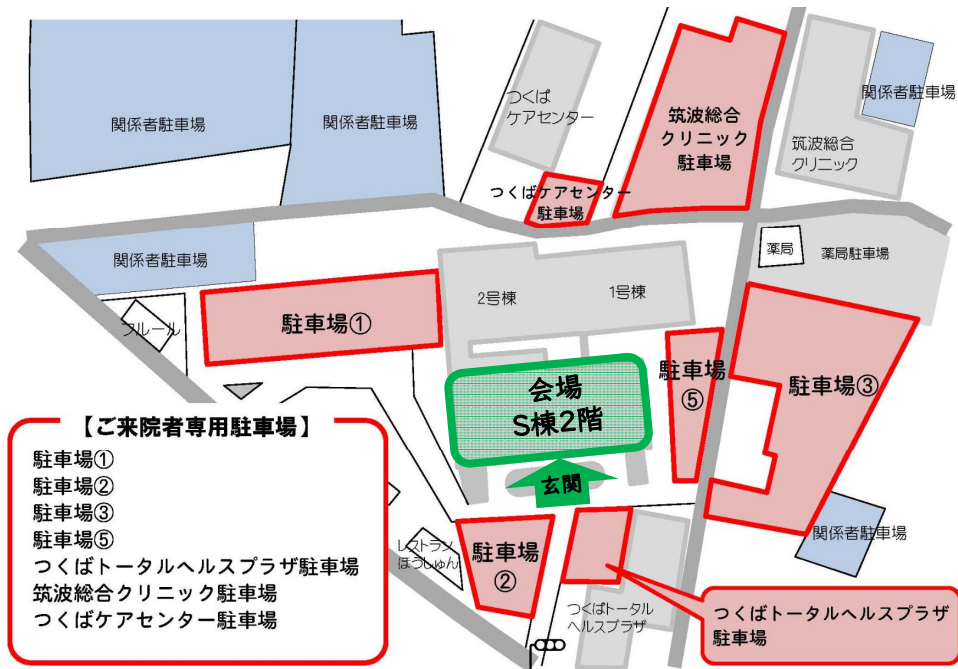 関係者駐車場
関係者駐車場
つくば
ケアセンター
筑波総合
クリニック
駐車場
関係者駐車場
筑波総合
クリニック
つくばケアセンター
駐車場
関係者駐車場
薬局
薬局駐車場
2号棟
1号棟
フルール
駐車場①
駐車場
⑤
駐車場③
会場
S棟2階
玄関
【ご来院者専用駐車場】
駐車場①
駐車場②
駐車場③
駐車場⑤
つくばトータルヘルスプラザ駐車場
筑波総合クリニック駐車場
つくばケアセンター駐車場
レストラン
ほうしゅん
駐車場
②
関係者駐車場
つくばトータル
ヘルスプラザ
つくばトータルヘルスプラザ
駐車場